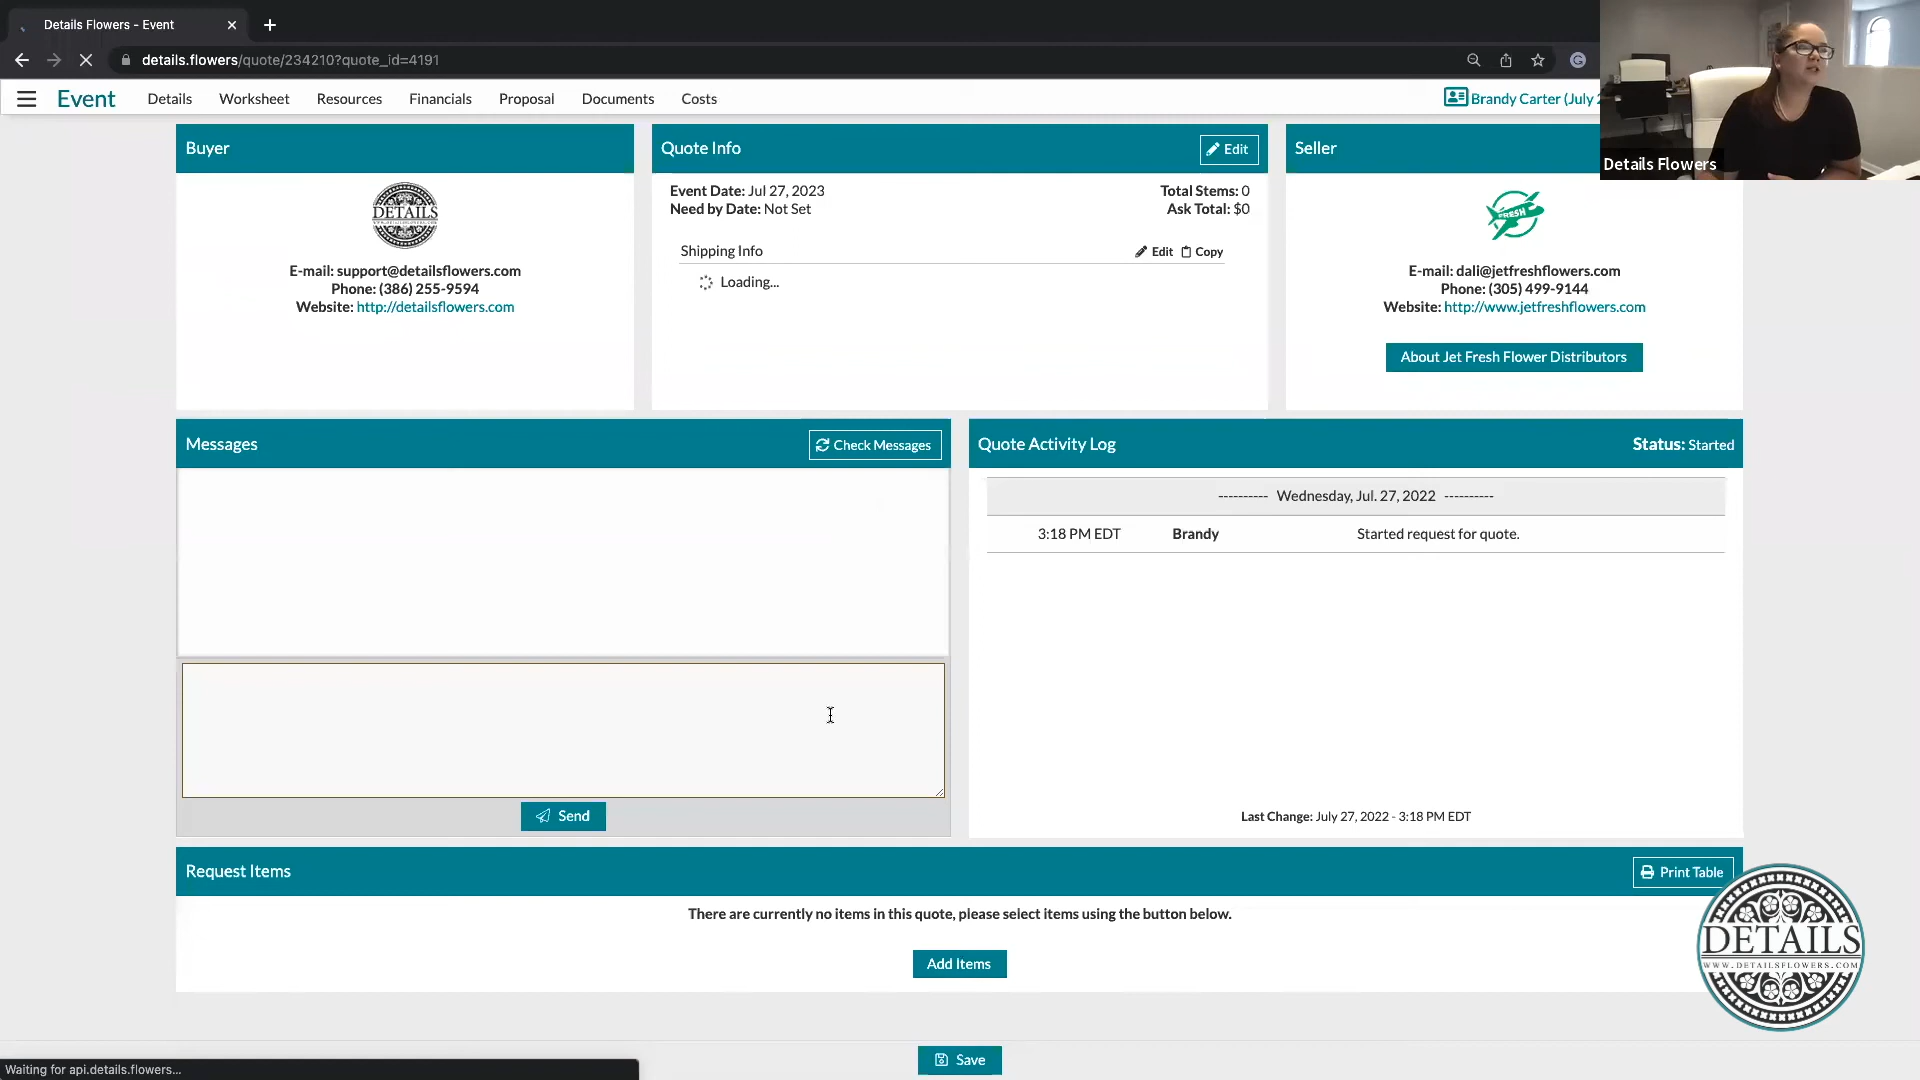 Details Flowers - Event
details.flowers/quote/234210?quote_id=4191
Event Details Worksheet Resources Financials Proposal Documents Costs
Brandy Carter (July 2
Details Flowers
Buyer
DETAILS
E-mail: support@detailsflowers.com
Phone: (386) 255-9594
Website: http://detailsflowers.com
Quote Info
Edit
Event Date: Jul 27, 2023
Total Stems: 0
Need by Date: Not Set
Ask Total: $0
Shipping Info
Edit Copy
Loading...
Seller
FRESH
E-mail: dali@jetfreshflowers.com
Phone: (305) 499-9144
Website: http://www.jetfreshflowers.com
About Jet Fresh Flower Distributors
Messages
Check Messages
Send
Quote Activity Log
Status: Started
---------- Wednesday, Jul. 27, 2022 ----------
3:18 PM EDT Brandy Started request for quote.
Last Change: July 27, 2022 - 3:18 PM EDT
Request Items
Print Table
There are currently no items in this quote, please select items using the button below.
Add Items
DETAILS
WWW.DETAILSFLOWERS.COM
Save
Waiting for api.details.flowers...